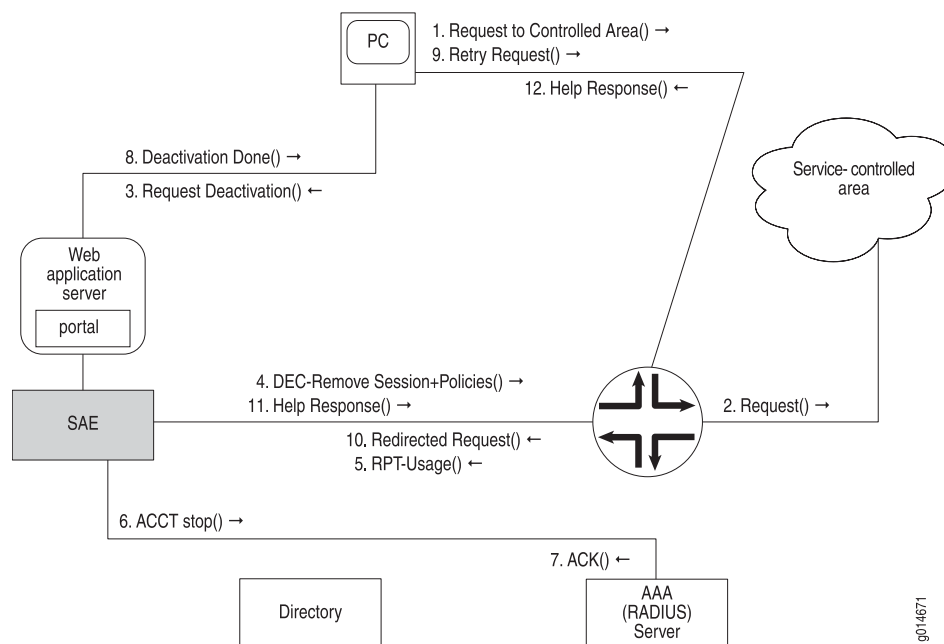 PC
1. Request to Controlled Area() →
9. Retry Request() →
12. Help Response() ←
8. Deactivation Done() →
3. Request Deactivation() ←
Service- controlled
area
Web
application
server
portal
4. DEC-Remove Session+Policies() →
11. Help Response() →
SAE
2. Request() →
10. Redirected Request() ←
5. RPT-Usage() ←
6. ACCT stop() →
7. ACK() ←
Directory
AAA
(RADIUS)
Server
g014671